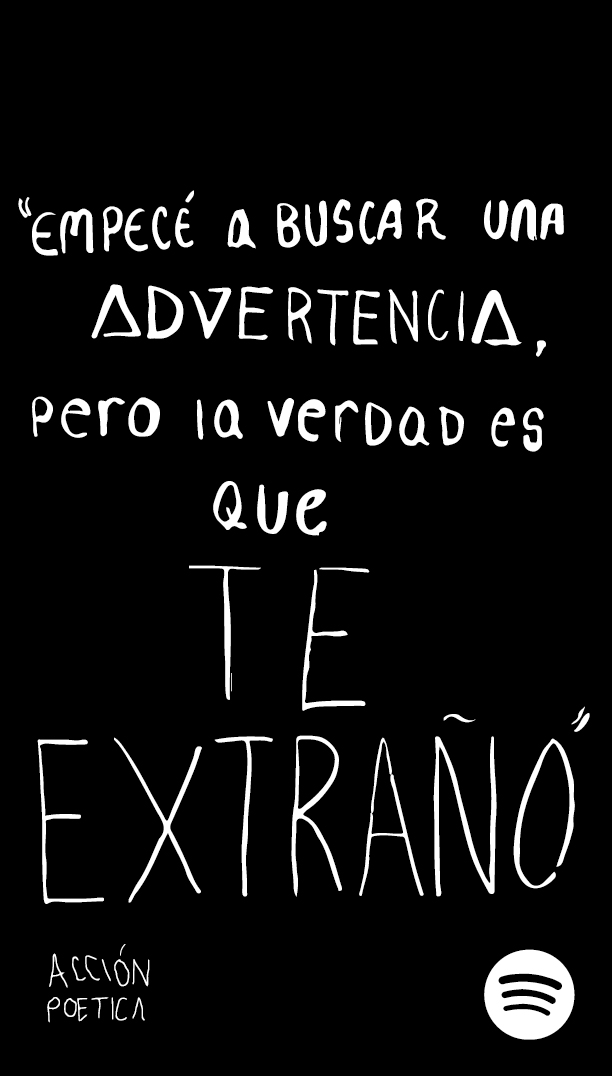 "EMPECÉ a BUSCAR UNA
ADVERTENCIA,
pero la verDaD es
Que
TE
EXTRAÑO"
ACCIÓN
POETICA